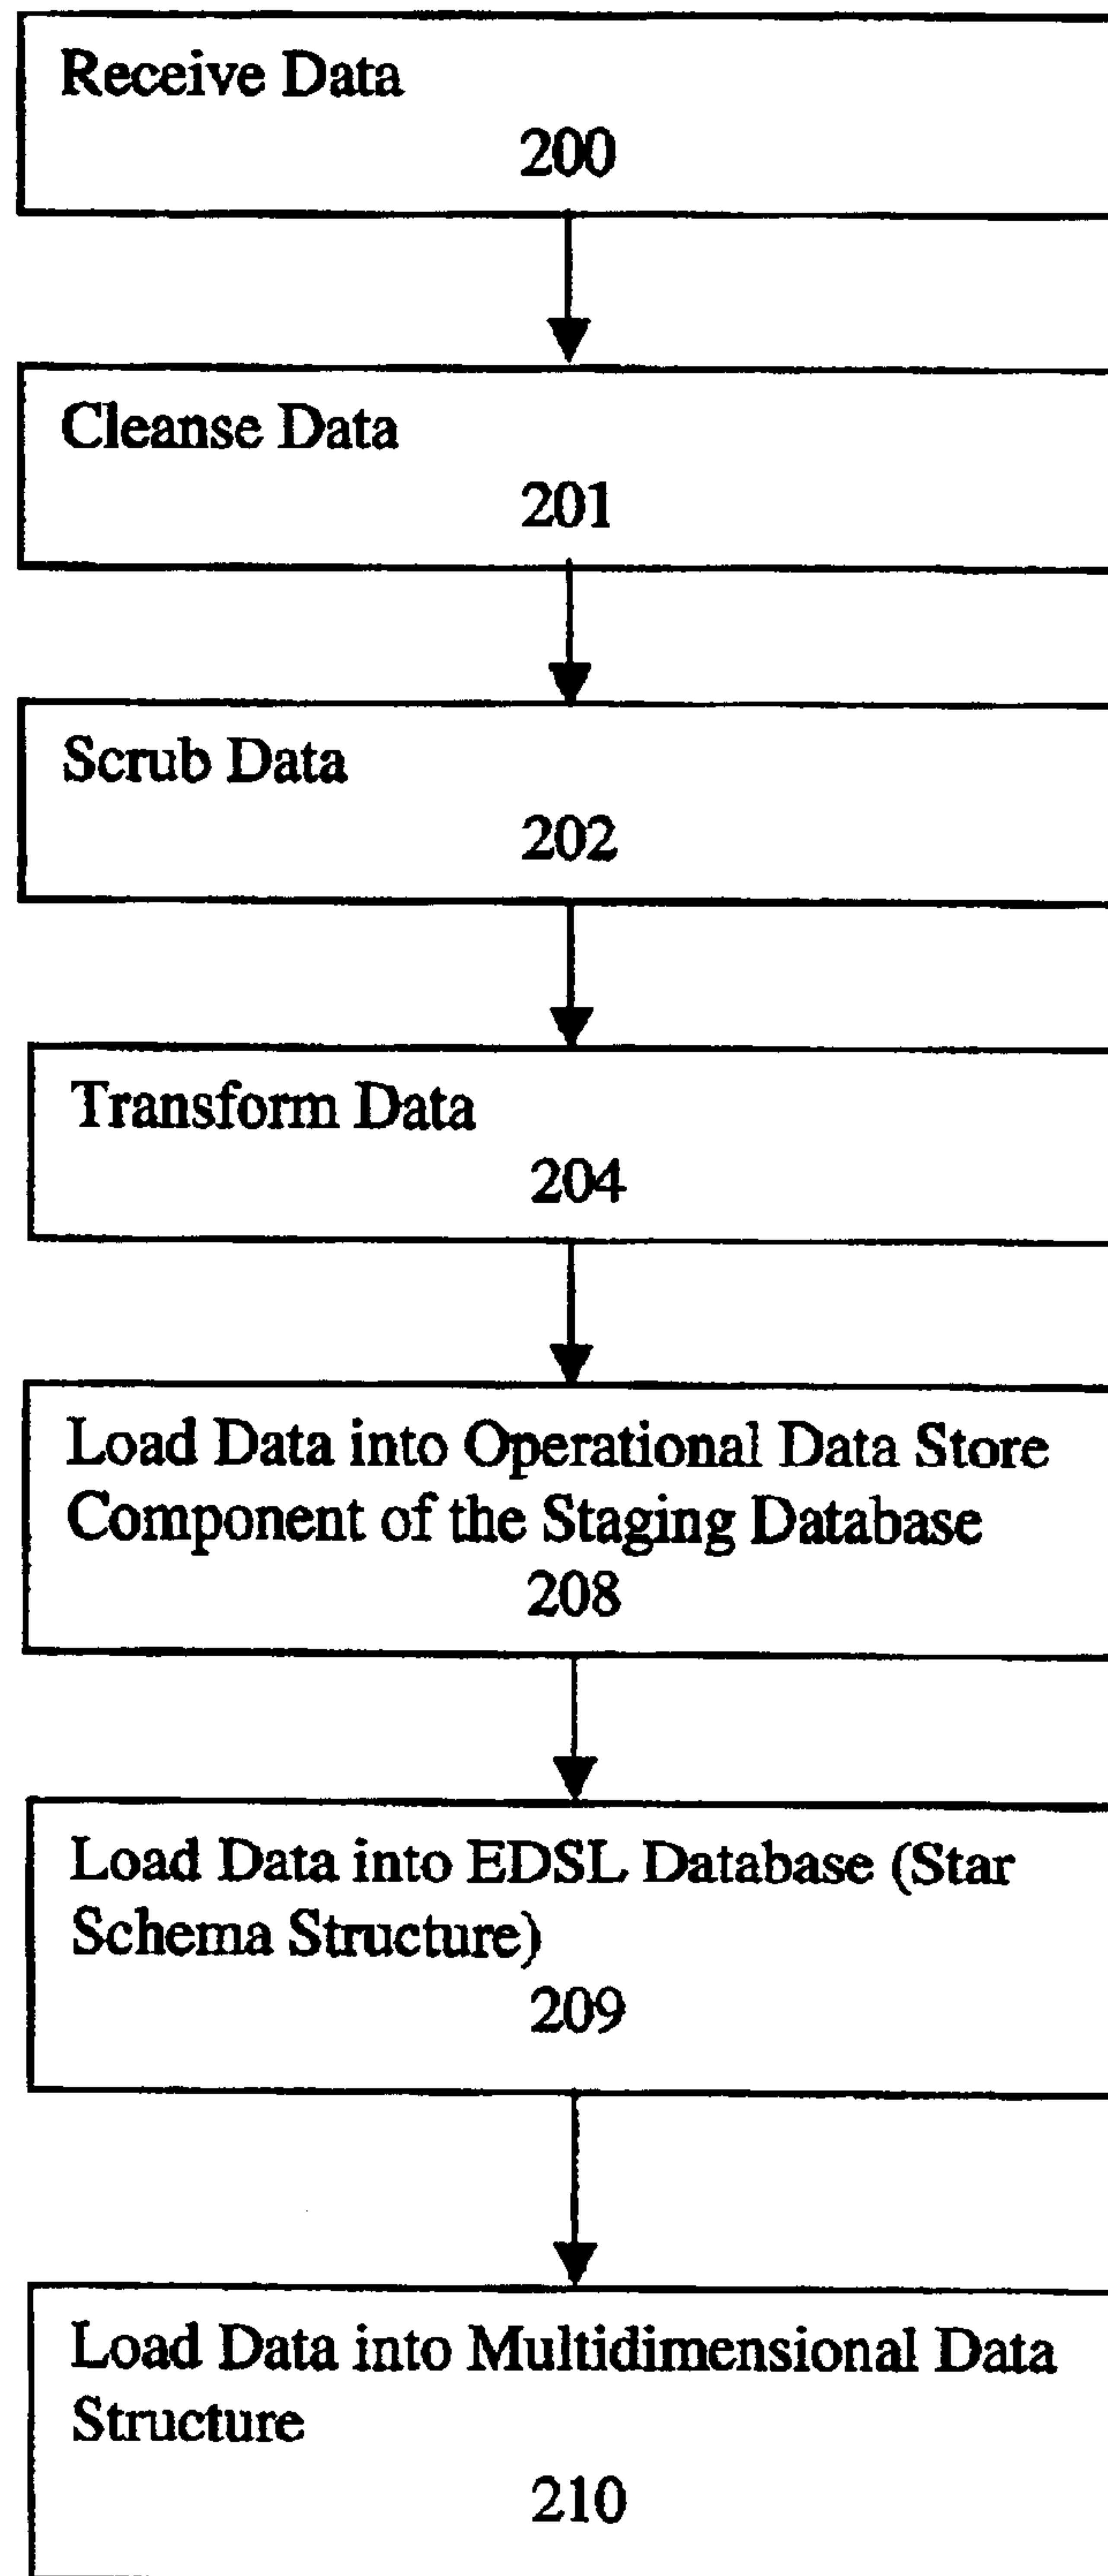 Receive Data
200
Cleanse Data
201
Scrub Data
202
Transform Data
204
Load Data into Operational Data Store
Component of the Staging Database
208
Load Data into EDSL Database (Star
Schema Structure)
209
Load Data into Multidimensional Data
Structure
210